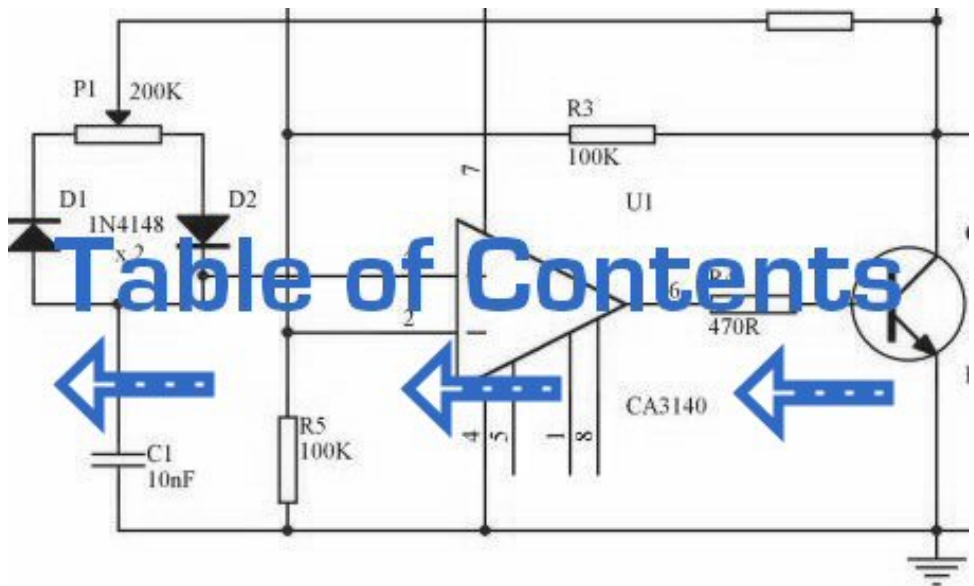 P1
200K
R3
100K
7
D1
1N4148
x 2
D2
U1
Table of Contents
2
6
470R
CA3140
4
5
1
8
R5
100K
C1
10nF